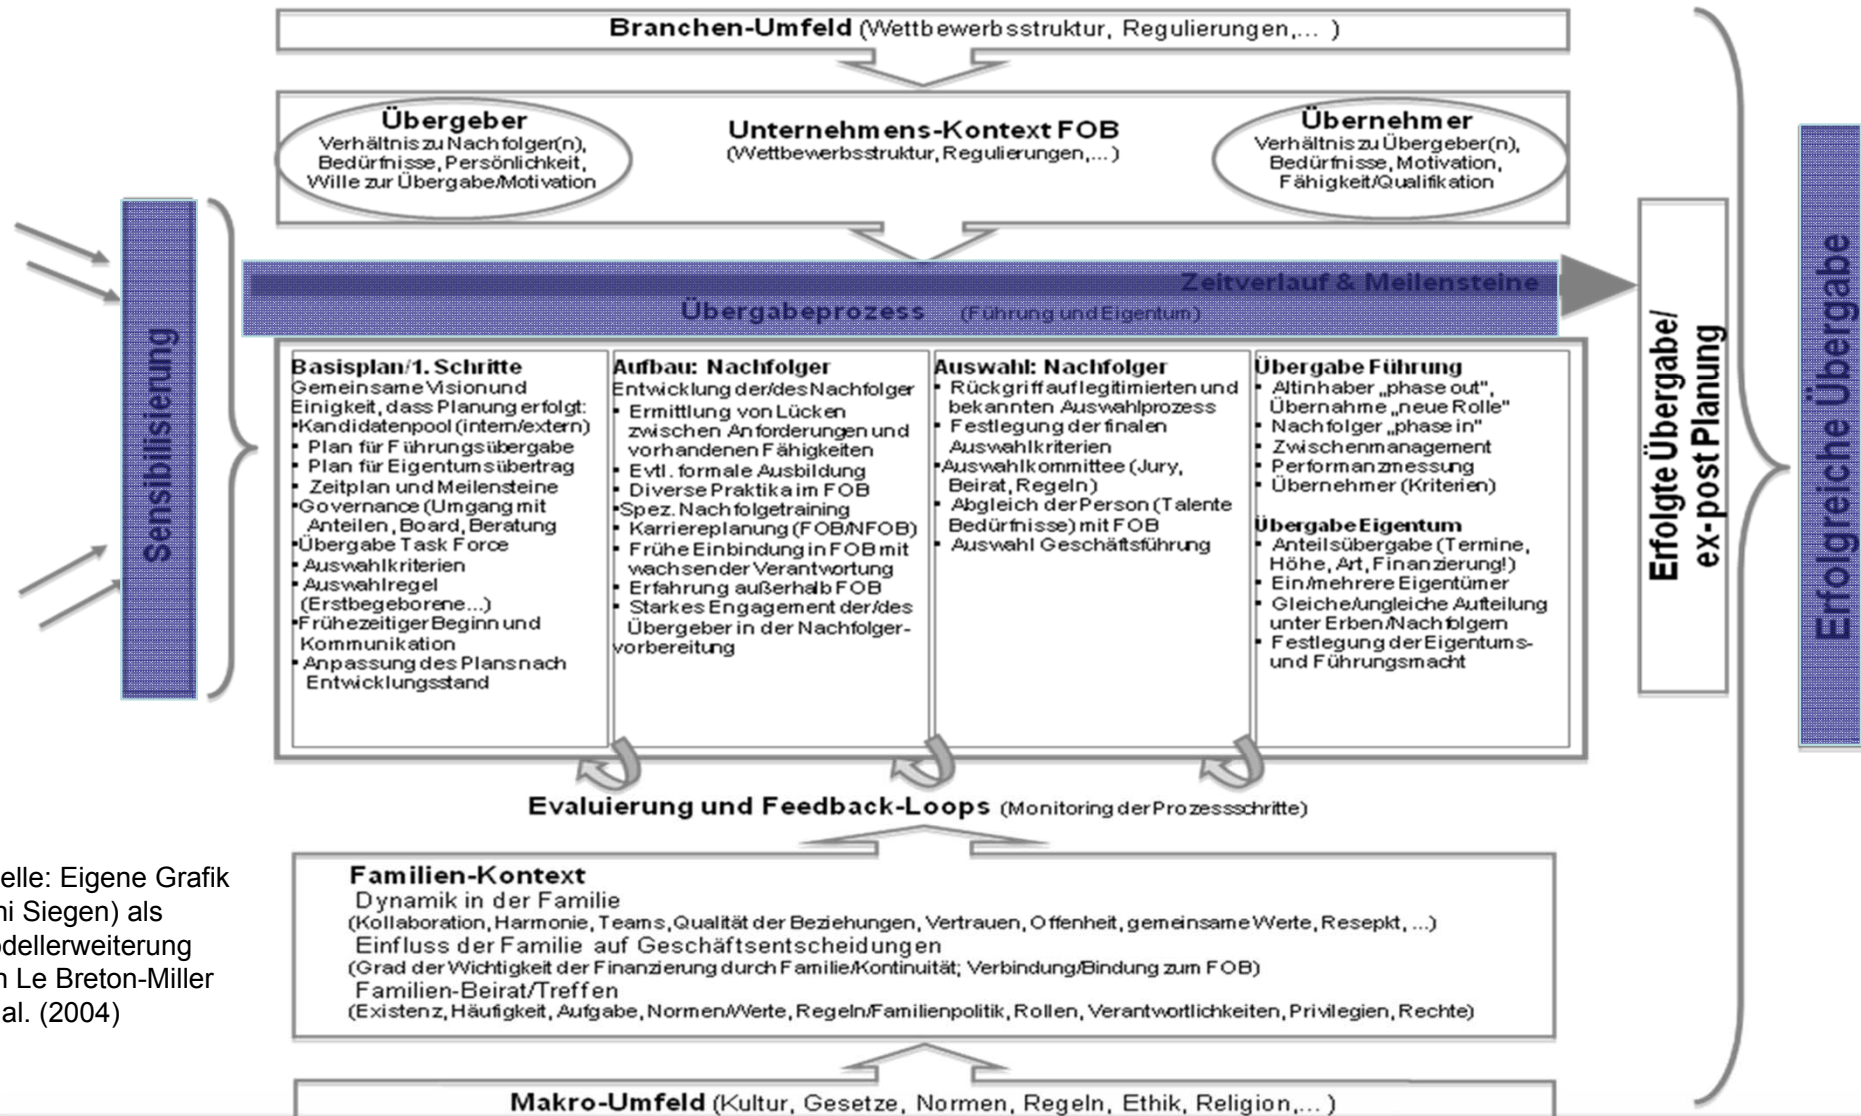 Branchen-Umfeld (Wettbewerbsstruktur, Regulierungen,... )
Übergeber
Verhältnis zu Nachfolger(n),
Bedürfnisse, Persönlichkeit,
Wille zur Übergabe/Motivation
Unternehmens-Kontext FOB
(Wettbewerbsstruktur, Regulierungen,...)
Übernehmer
Verhältnis zu Übergeber(n),
Bedürfnisse, Motivation,
Fähigkeit/Qualifikation
Sensibilisierung
Zeitverlauf & Meilensteine
Übergabeprozess (Führung und Eigentum)
Basisplan/1. Schritte
Gemeinsame Vision und
Einigkeit, dass Planung erfolgt:
▪Kandidatenpool (intern/extern)
▪ Plan für Führungsübergabe
▪ Plan für Eigentumsübertrag
▪ Zeitplan und Meilensteine
▪Governance (Umgang mit
Anteilen, Board, Beratung
▪Übergabe Task Force
▪Auswahlkriterien
▪Auswahlregel
(Erstbegeborene...)
▪Frühezeitiger Beginn und
Kommunikation
▪Anpassung des Plans nach
Entwicklungsstand
Aufbau: Nachfolger
Entwicklung der/des Nachfolger
▪ Ermittlung von Lücken
zwischen Anforderungen und
vorhandenen Fähigkeiten
▪ Evtl. formale Ausbildung
▪ Diverse Praktika im FOB
▪Spez. Nachfolgetraining
▪ Karriereplanung (FOB/NFOB)
▪ Frühe Einbindung in FOB mit
wachsender Verantwortung
▪ Erfahrung außerhalb FOB
▪ Starkes Engagement der/des
Übergeber in der Nachfolger-
vorbereitung
Auswahl: Nachfolger
▪ Rückgriff auf legitimierten und
bekannten Auswahlprozess
▪ Festlegung der finalen
Auswahlkriterien
▪Auswahlkommittee (Jury,
Beirat, Regeln)
▪ Abgleich der Person (Talente
Bedürfnisse) mit FOB
▪ Auswahl Geschäftsführung
Übergabe Führung
▪ Altinhaber „phase out",
Übernahme „neue Rolle"
▪ Nachfolger „phase in"
▪ Zwischenmanagement
▪ Performanzmessung
▪ Übernehmer (Kriterien)
Übergabe Eigentum
▪ Anteilsübergabe (Termine,
Höhe, Art, Finanzierung!)
▪ Ein/mehrere Eigentümer
▪ Gleiche/ungleiche Aufteilung
unter Erben/Nachfolgern
▪ Festlegung der Eigentums-
und Führungsmacht
Erfolgte Übergabe/
ex-post Planung
Erfolgreiche Übergabe
Evaluierung und Feedback-Loops (Monitoring der Prozessschritte)
elle: Eigene Grafik
ni Siegen) als
odellerweiterung
n Le Breton-Miller
al. (2004)
Familien-Kontext
Dynamik in der Familie
(Kollaboration, Harmonie, Teams, Qualität der Beziehungen, Vertrauen, Offenheit, gemeinsame Werte, Resepkt, ...)
Einfluss der Familie auf Geschäftsentscheidungen
(Grad der Wichtigkeit der Finanzierung durch Familie/Kontinuität; Verbindung/Bindung zum FOB)
Familien-Beirat/Treffen
(Existenz, Häufigkeit, Aufgabe, Normen/Werte, Regeln/Familienpolitik, Rollen, Verantwortlichkeiten, Privilegien, Rechte)
Makro-Umfeld (Kultur, Gesetze, Normen, Regeln, Ethik, Religion,... )